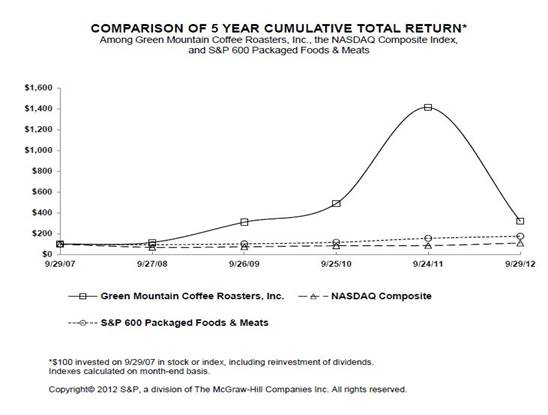 COMPARISON OF 5 YEAR CUMULATIVE TOTAL RETURN*
Among Green Mountain Coffee Roasters, Inc., the NASDAQ Composite Index,
and S&P 600 Packaged Foods & Meats
$1,600
$1,400
$1,200
$1,000
$800
$600
$400
$200
$0
9/29/07 9/27/08 9/26/09 9/25/10 9/24/11 9/29/12
Green Mountain Coffee Roasters, Inc. NASDAQ Composite
S&P 600 Packaged Foods & Meats
*$100 invested on 9/29/07 in stock or index, including reinvestment of dividends.
Indexes calculated on month-end basis.
Copyright© 2012 S&P, a division of The McGraw-Hill Companies Inc. All rights reserved.